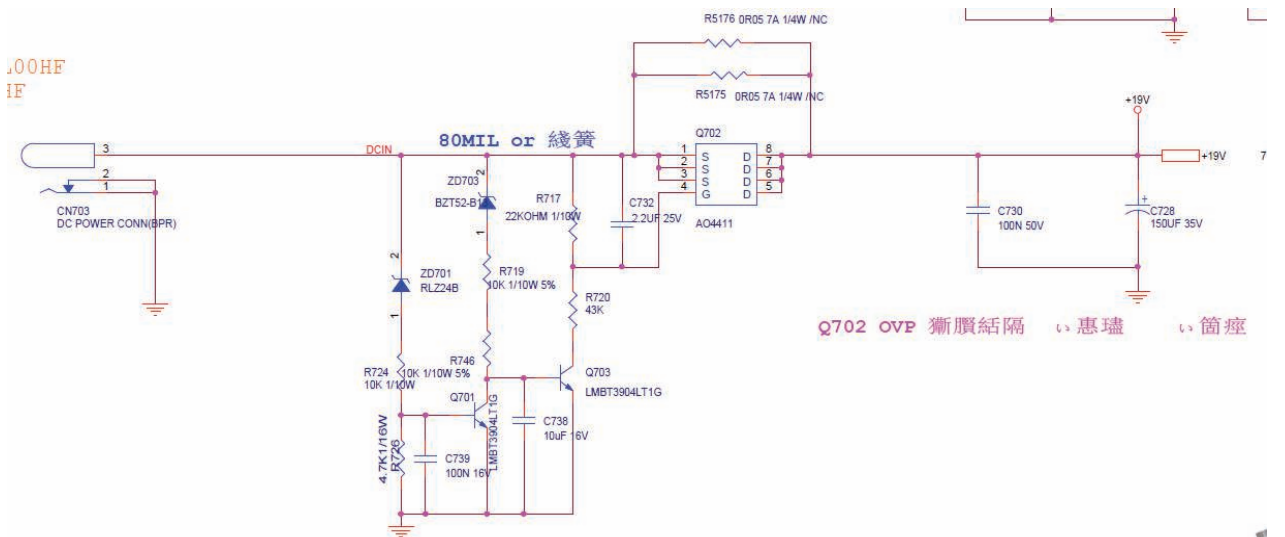 R5176 0R05 7A 1/4W /NC
R5175 0R05 7A 1/4W /NC
+19V
80MIL or 綫簧
Q702
3
DCIN
1 S D 8
2 S D 7
3 S D 6
4 G D 5
+19V
7
2
1
ZD703
2
BZT52-B1
R717
22KOHM 1/10W
C732
2.2UF 25V
AO4411
CN703
DC POWER CONN(BPR)
C730
100N 50V
+
C728
150UF 35V
1
2
ZD701
RLZ24B
R719
10K 1/10W 5%
R720
43K
1
Q702 OVP
R724
10K 1/10W
R746
10K 1/10W 5%
Q703
LMBT3904LT1G
Q701
LMBT3904LT1G
C738
10uF 16V
4.7K1/16W
R726
C739
100N 16V